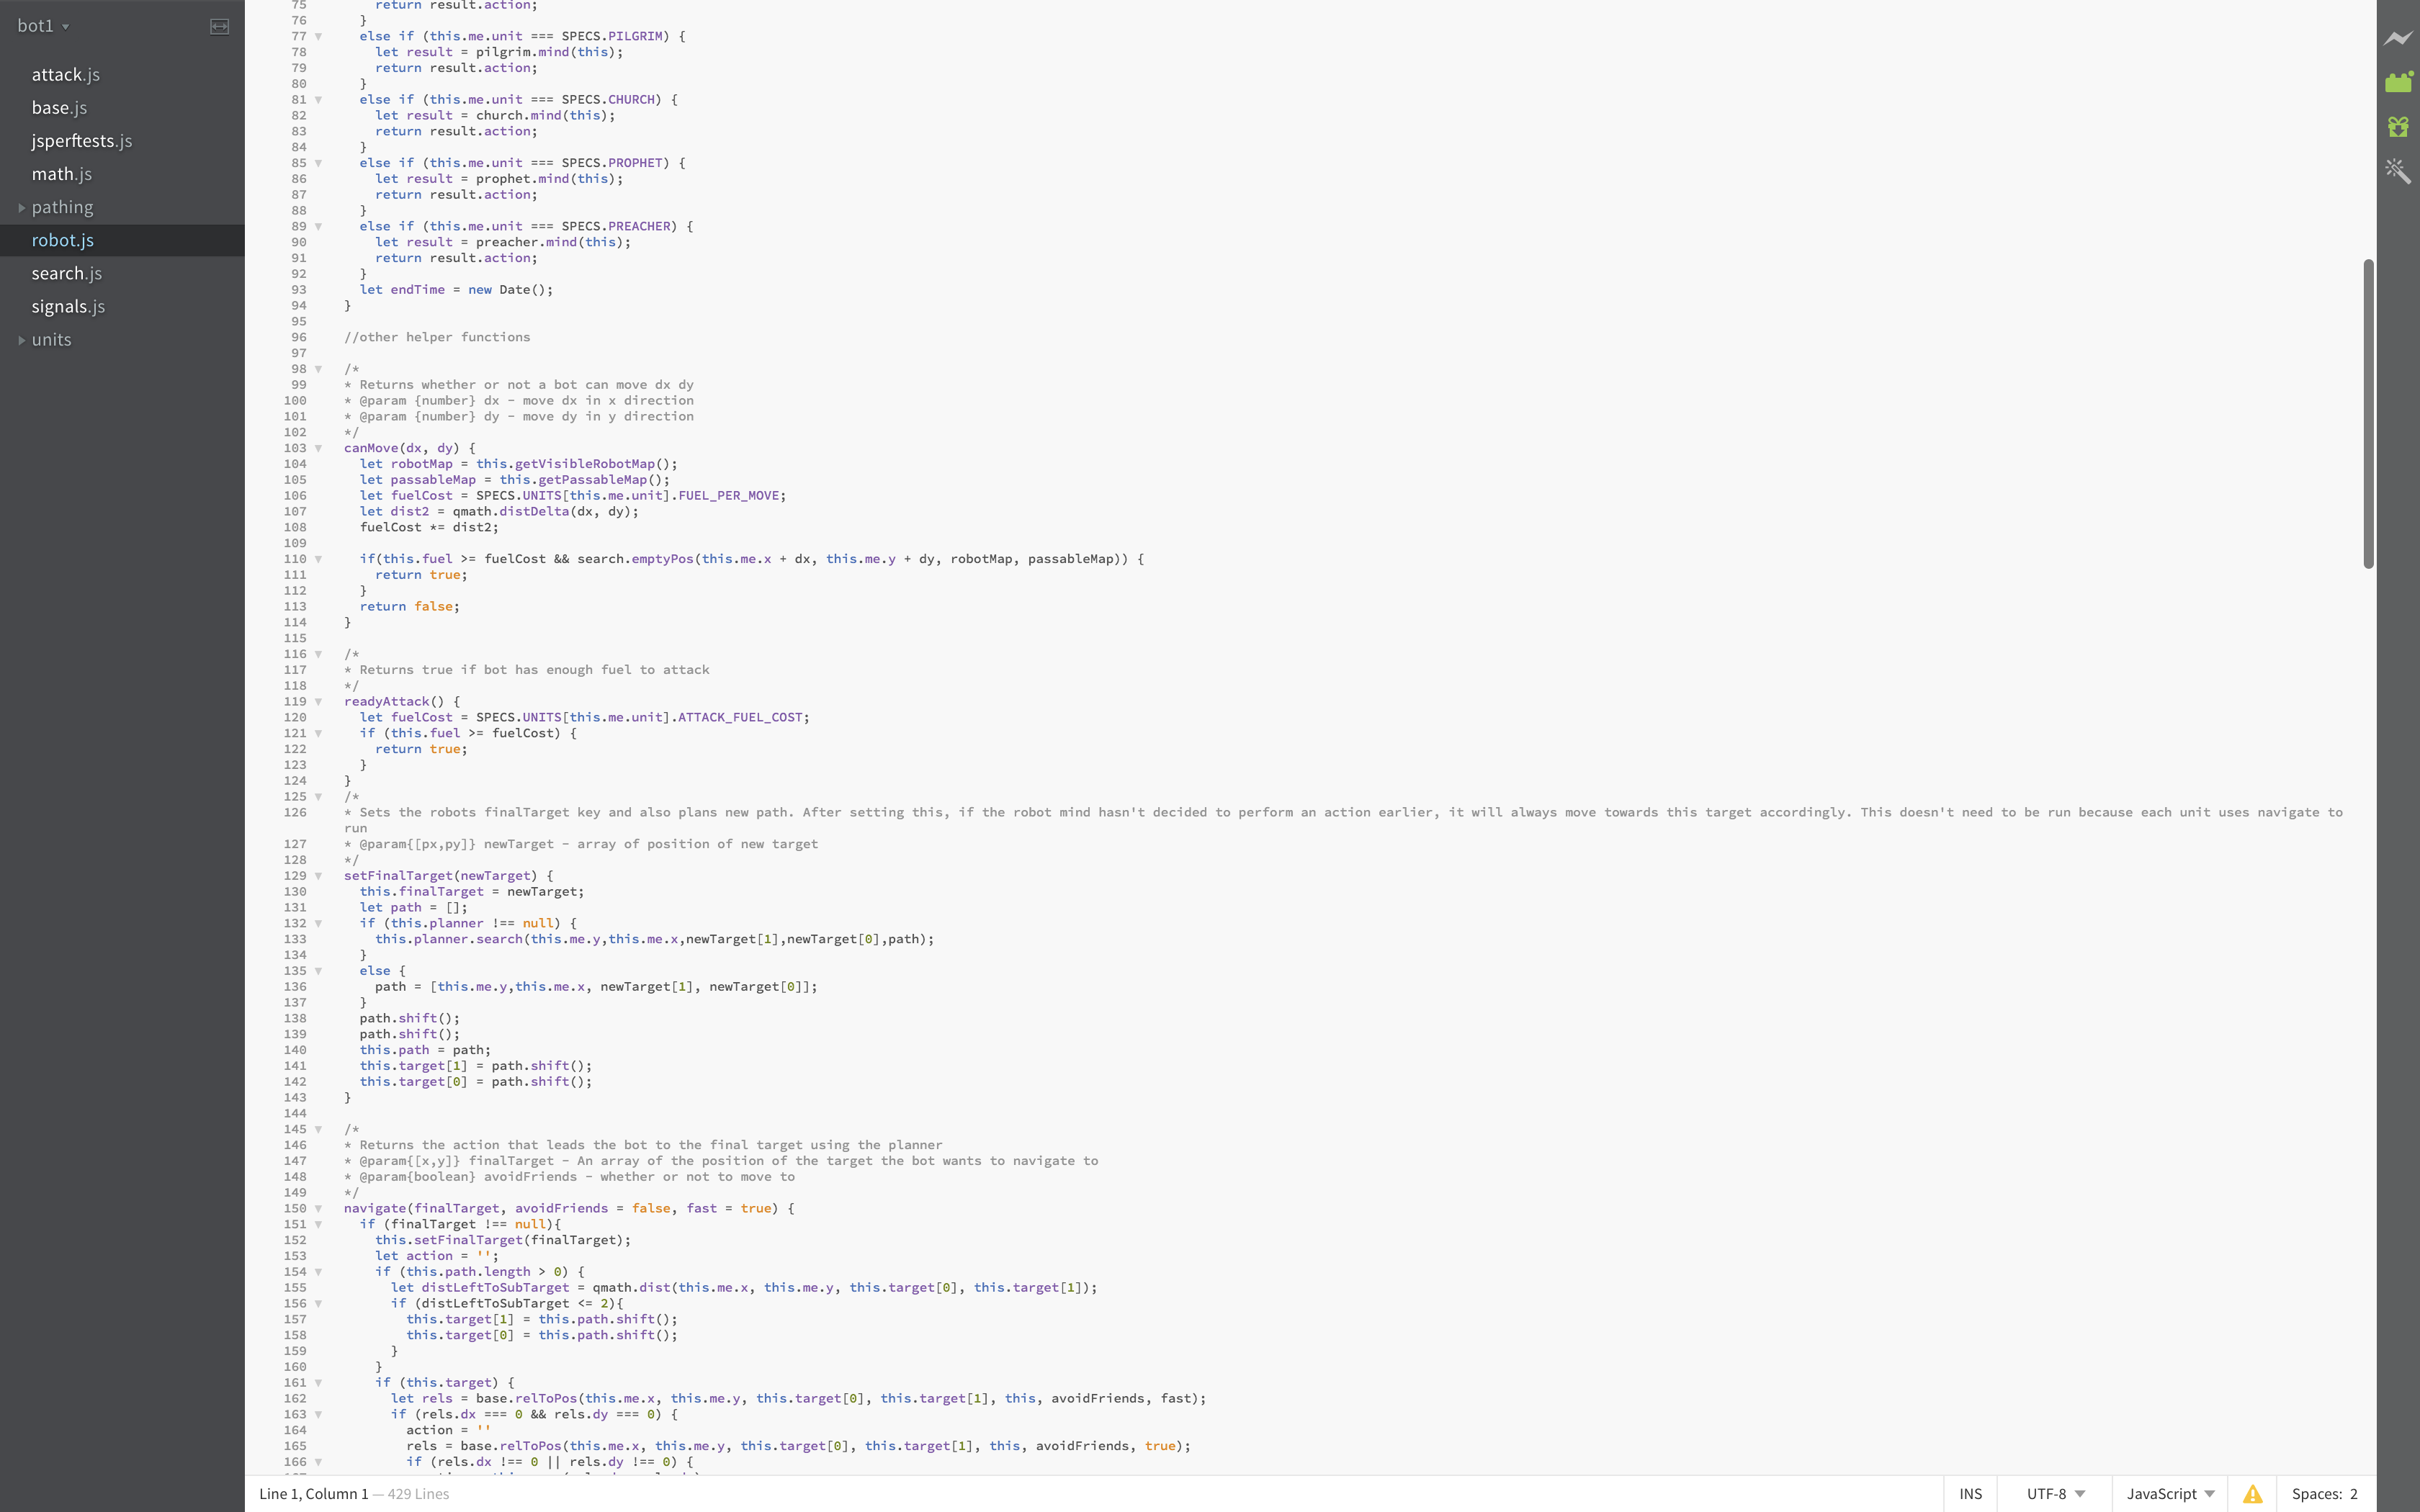 bot1
attack.js
base.js
jsperftests.js
math.js
pathing
robot.js
search.js
signals.js
units
75 return result.action;
76 }
77 else if (this.me.unit === SPECS.PILGRIM) {
78 let result = pilgrim.mind(this);
79 return result.action;
80 }
81 else if (this.me.unit === SPECS.CHURCH) {
82 let result = church.mind(this);
83 return result.action;
84 }
85 else if (this.me.unit === SPECS.PROPHET) {
86 let result = prophet.mind(this);
87 return result.action;
88 }
89 else if (this.me.unit === SPECS.PREACHER) {
90 let result = preacher.mind(this);
91 return result.action;
92 }
93 let endTime = new Date();
94 }
95
96 //other helper functions
97
98 /*
99 * Returns whether or not a bot can move dx dy
100 * @param {number} dx - move dx in x direction
101 * @param {number} dy - move dy in y direction
102 */
103 canMove(dx, dy) {
104 let robotMap = this.getVisibleRobotMap();
105 let passableMap = this.getPassableMap();
106 let fuelCost = SPECS.UNITS[this.me.unit].FUEL_PER_MOVE;
107 let dist2 = qmath.distDelta(dx, dy);
108 fuelCost *= dist2;
109
110 if(this.fuel >= fuelCost && search.emptyPos(this.me.x + dx, this.me.y + dy, robotMap, passableMap)) {
111 return true;
112 }
113 return false;
114 }
115
116 /*
117 * Returns true if bot has enough fuel to attack
118 */
119 readyAttack() {
120 let fuelCost = SPECS.UNITS[this.me.unit].ATTACK_FUEL_COST;
121 if (this.fuel >= fuelCost) {
122 return true;
123 }
124 }
125 /*
126 * Sets the robots finalTarget key and also plans new path. After setting this, if the robot mind hasn't decided to perform an action earlier, it will always move towards this target accordingly. This doesn't need to be run because each unit uses navigate to
run
127 * @param{[px,py]} newTarget - array of position of new target
128 */
129 setFinalTarget(newTarget) {
130 this.finalTarget = newTarget;
131 let path = [];
132 if (this.planner !== null) {
133 this.planner.search(this.me.y,this.me.x,newTarget[1],newTarget[0],path);
134 }
135 else {
136 path = [this.me.y,this.me.x, newTarget[1], newTarget[0]];
137 }
138 path.shift();
139 path.shift();
140 this.path = path;
141 this.target[1] = path.shift();
142 this.target[0] = path.shift();
143 }
144
145 /*
146 * Returns the action that leads the bot to the final target using the planner
147 * @param{[x,y]} finalTarget - An array of the position of the target the bot wants to navigate to
148 * @param{boolean} avoidFriends - whether or not to move to
149 */
150 navigate(finalTarget, avoidFriends = false, fast = true) {
151 if (finalTarget !== null){
152 this.setFinalTarget(finalTarget);
153 let action = '';
154 if (this.path.length > 0) {
155 let distLeftToSubTarget = qmath.dist(this.me.x, this.me.y, this.target[0], this.target[1]);
156 if (distLeftToSubTarget <= 2){
157 this.target[1] = this.path.shift();
158 this.target[0] = this.path.shift();
159 }
160 }
161 if (this.target) {
162 let rels = base.relToPos(this.me.x, this.me.y, this.target[0], this.target[1], this, avoidFriends, fast);
163 if (rels.dx === 0 && rels.dy === 0) {
164 action = ''
165 rels = base.relToPos(this.me.x, this.me.y, this.target[0], this.target[1], this, avoidFriends, true);
166 if (rels.dx !== 0 || rels.dy !== 0) {
Line 1, Column 1 — 429 Lines
INS
UTF-8
JavaScript
Spaces: 2